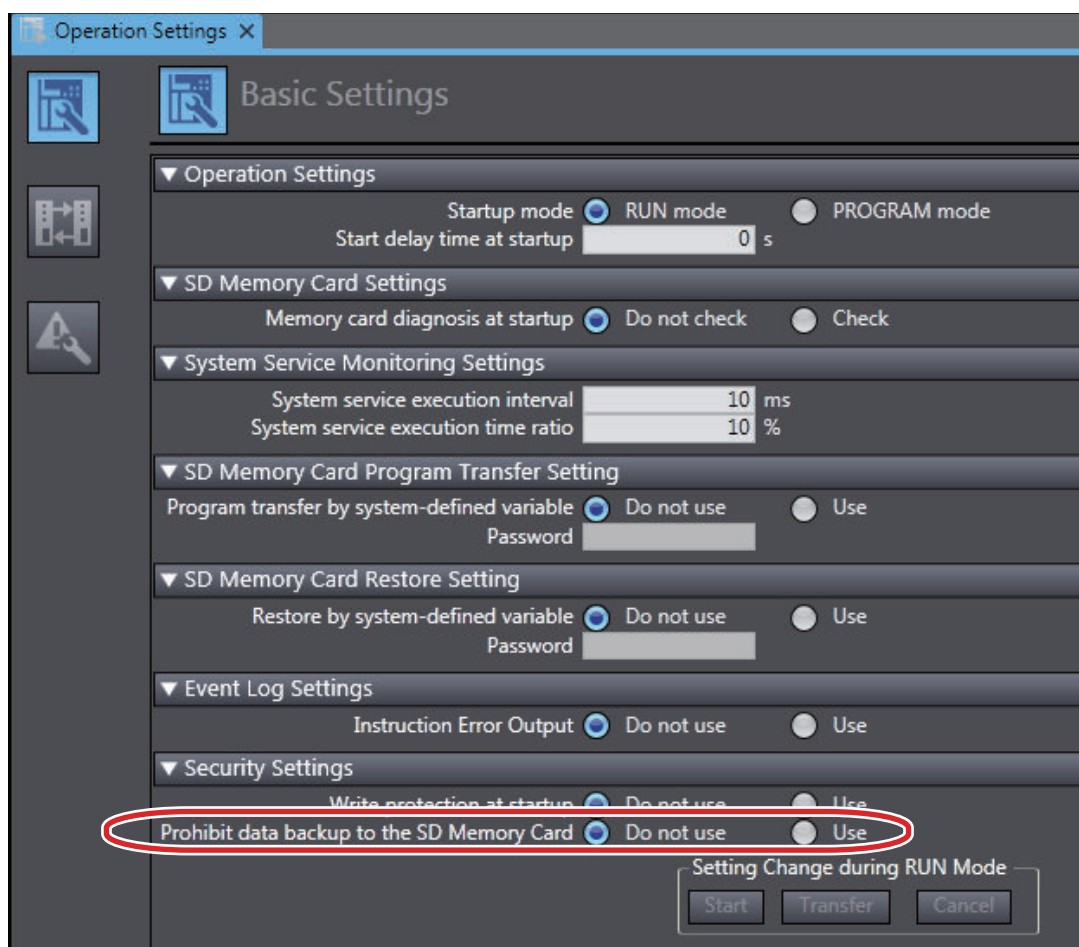 Operation Settings X
Basic Settings
▼ Operation Settings
Startup mode RUN mode PROGRAM mode
Start delay time at startup 0 s
▼ SD Memory Card Settings
Memory card diagnosis at startup Do not check Check
▼ System Service Monitoring Settings
System service execution interval 10 ms
System service execution time ratio 10 %
▼ SD Memory Card Program Transfer Setting
Program transfer by system-defined variable Do not use Use
Password
▼ SD Memory Card Restore Setting
Restore by system-defined variable Do not use Use
Password
▼ Event Log Settings
Instruction Error Output Do not use Use
▼ Security Settings
Write protection at startup Do not use Use
Prohibit data backup to the SD Memory Card Do not use Use
Setting Change during RUN Mode
Start Transfer Cancel